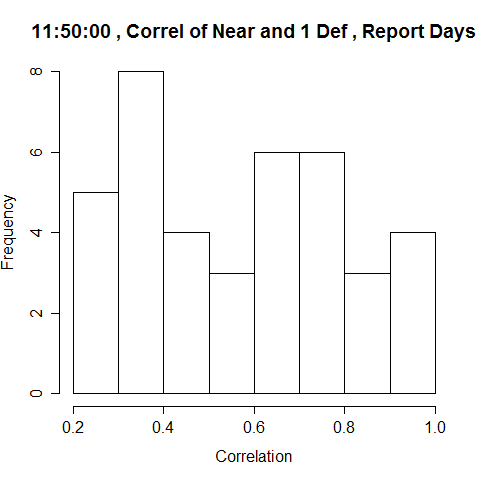 11:50:00 , Correl of Near and 1 Def , Report Days
8
6
4
2
0
Frequency
0.2 0.4 0.6 0.8 1.0
Correlation